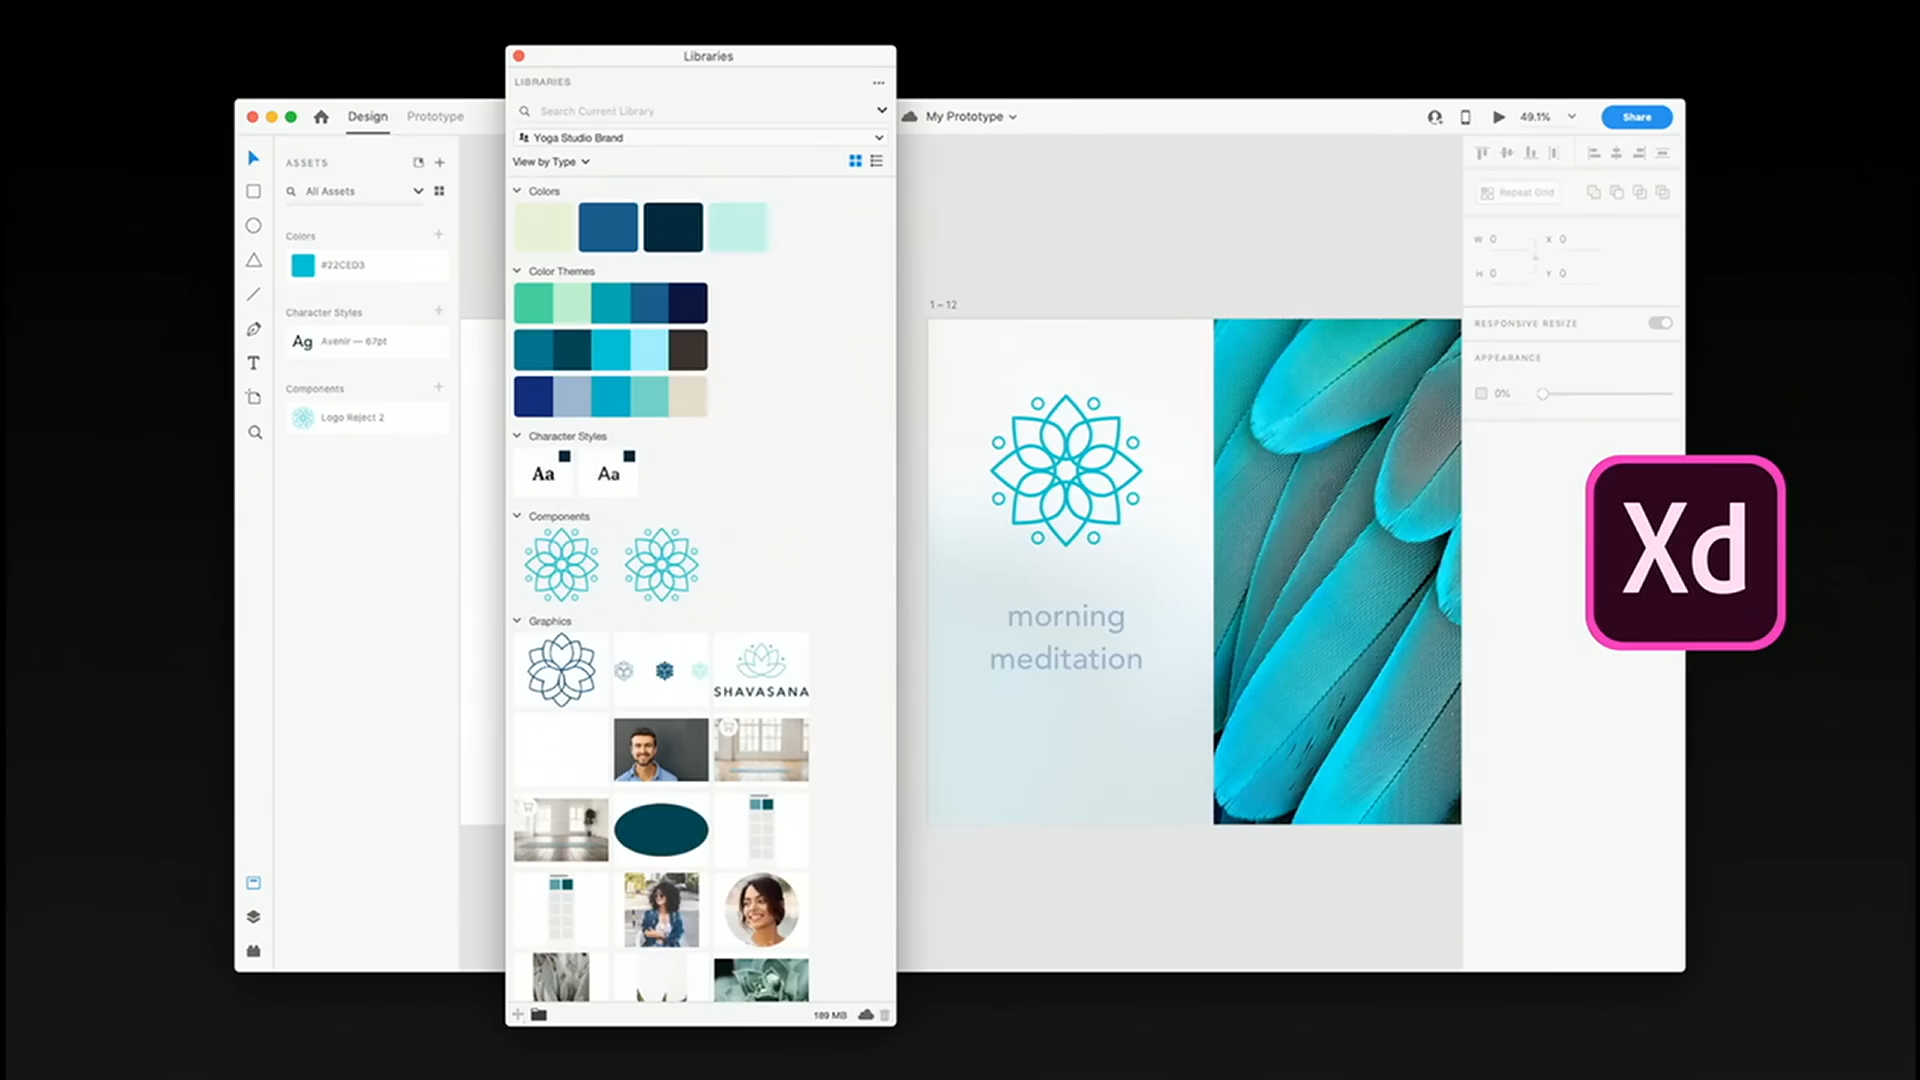 Libraries
LIBRARIES
Search Current Library
Yoga Studio Brand
View by Type
Colors
Color Themes
Character Styles
Aa
Aa
Components
Graphics
SHAVASANA
189 MB
Design
Prototype
ASSETS
All Assets
Colors
#22CED3
Character Styles
Ag Avenir — 67pt
Components
Logo Reject 2
My Prototype
49.1%
Share
1 – 12
morning
meditation
Repeat Grid
W 0
X 0
H 0
Y 0
RESPONSIVE RESIZE
APPEARANCE
0%
Xd